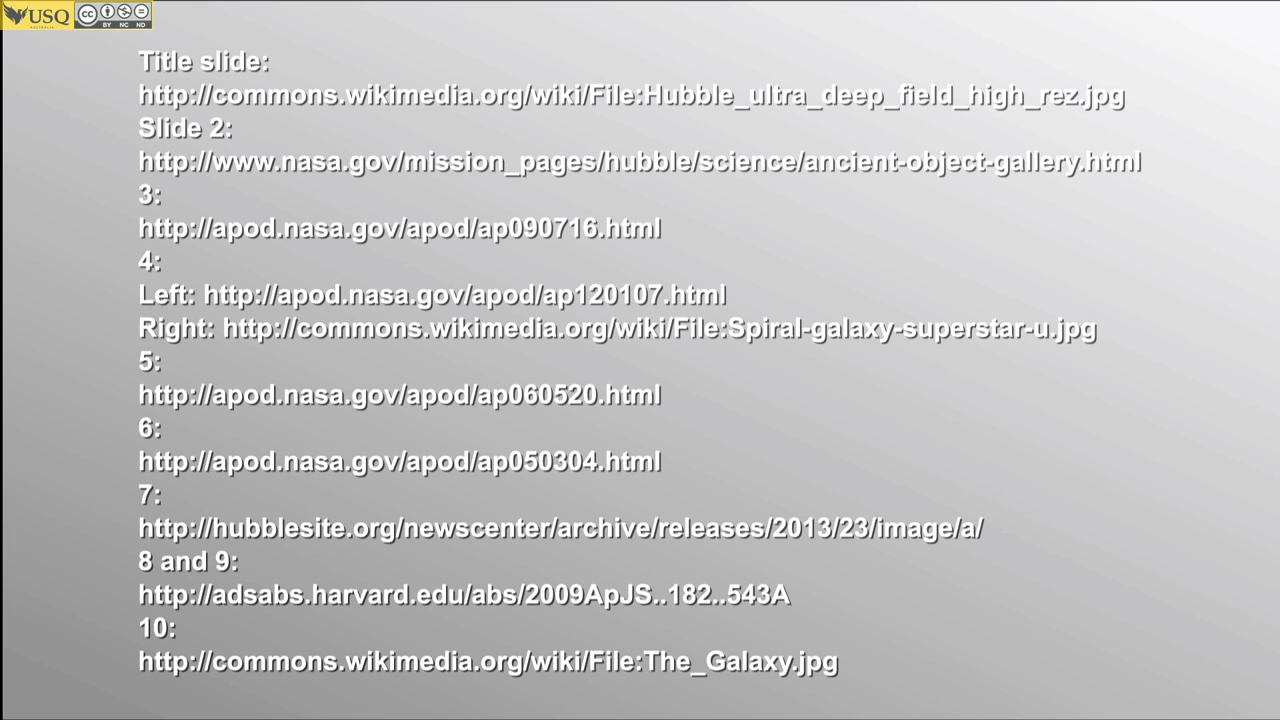 USQ
AUSTRALIA
cc
BY NC ND
Title slide:
http://commons.wikimedia.org/wiki/File:Hubble_ultra_deep_field_high_rez.jpg
Slide 2:
http://www.nasa.gov/mission_pages/hubble/science/ancient-object-gallery.html
3:
http://apod.nasa.gov/apod/ap090716.html
4:
Left: http://apod.nasa.gov/apod/ap120107.html
Right: http://commons.wikimedia.org/wiki/File:Spiral-galaxy-superstar-u.jpg
5:
http://apod.nasa.gov/apod/ap060520.html
6:
http://apod.nasa.gov/apod/ap050304.html
7:
http://hubblesite.org/newscenter/archive/releases/2013/23/image/a/
8 and 9:
http://adsabs.harvard.edu/abs/2009ApJS..182..543A
10:
http://commons.wikimedia.org/wiki/File:The_Galaxy.jpg